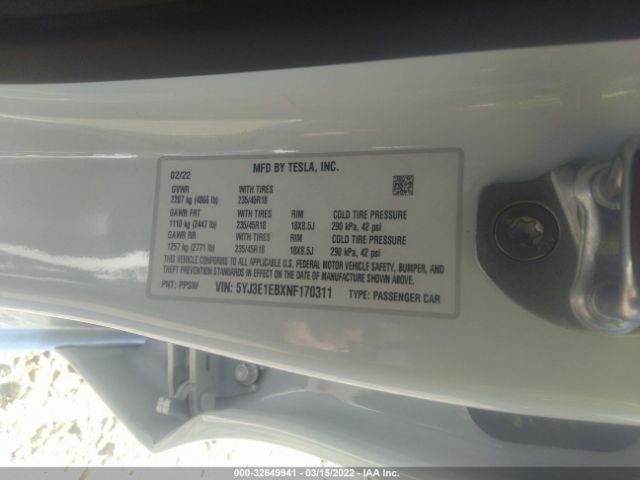 02/22 MFD BY TESLA, INC.
GVWR WITH TIRES
2207 kg (4866 lb) 235/45R18
GAWR FRT WITH TIRES RIM COLD TIRE PRESSURE
1110 kg (2447 lb) 235/45R18 18X8.5J 290 kPa, 42 psi
GAWR RR WITH TIRES RIM COLD TIRE PRESSURE
1257 kg (2771 lb) 235/45R18 18X8.5J 290 kPa, 42 psi
THIS VEHICLE CONFORMS TO ALL APPLICABLE U.S. FEDERAL MOTOR VEHICLE SAFETY, BUMPER, AND
THEFT PREVENTION STANDARDS IN EFFECT ON THE DATE OF MANUFACTURE SHOWN ABOVE.
PNT: PPSW VIN: 5YJ3E1EBXNF170311 TYPE: PASSENGER CAR
000-32649941 - 03/15/2022 - IAA Inc.